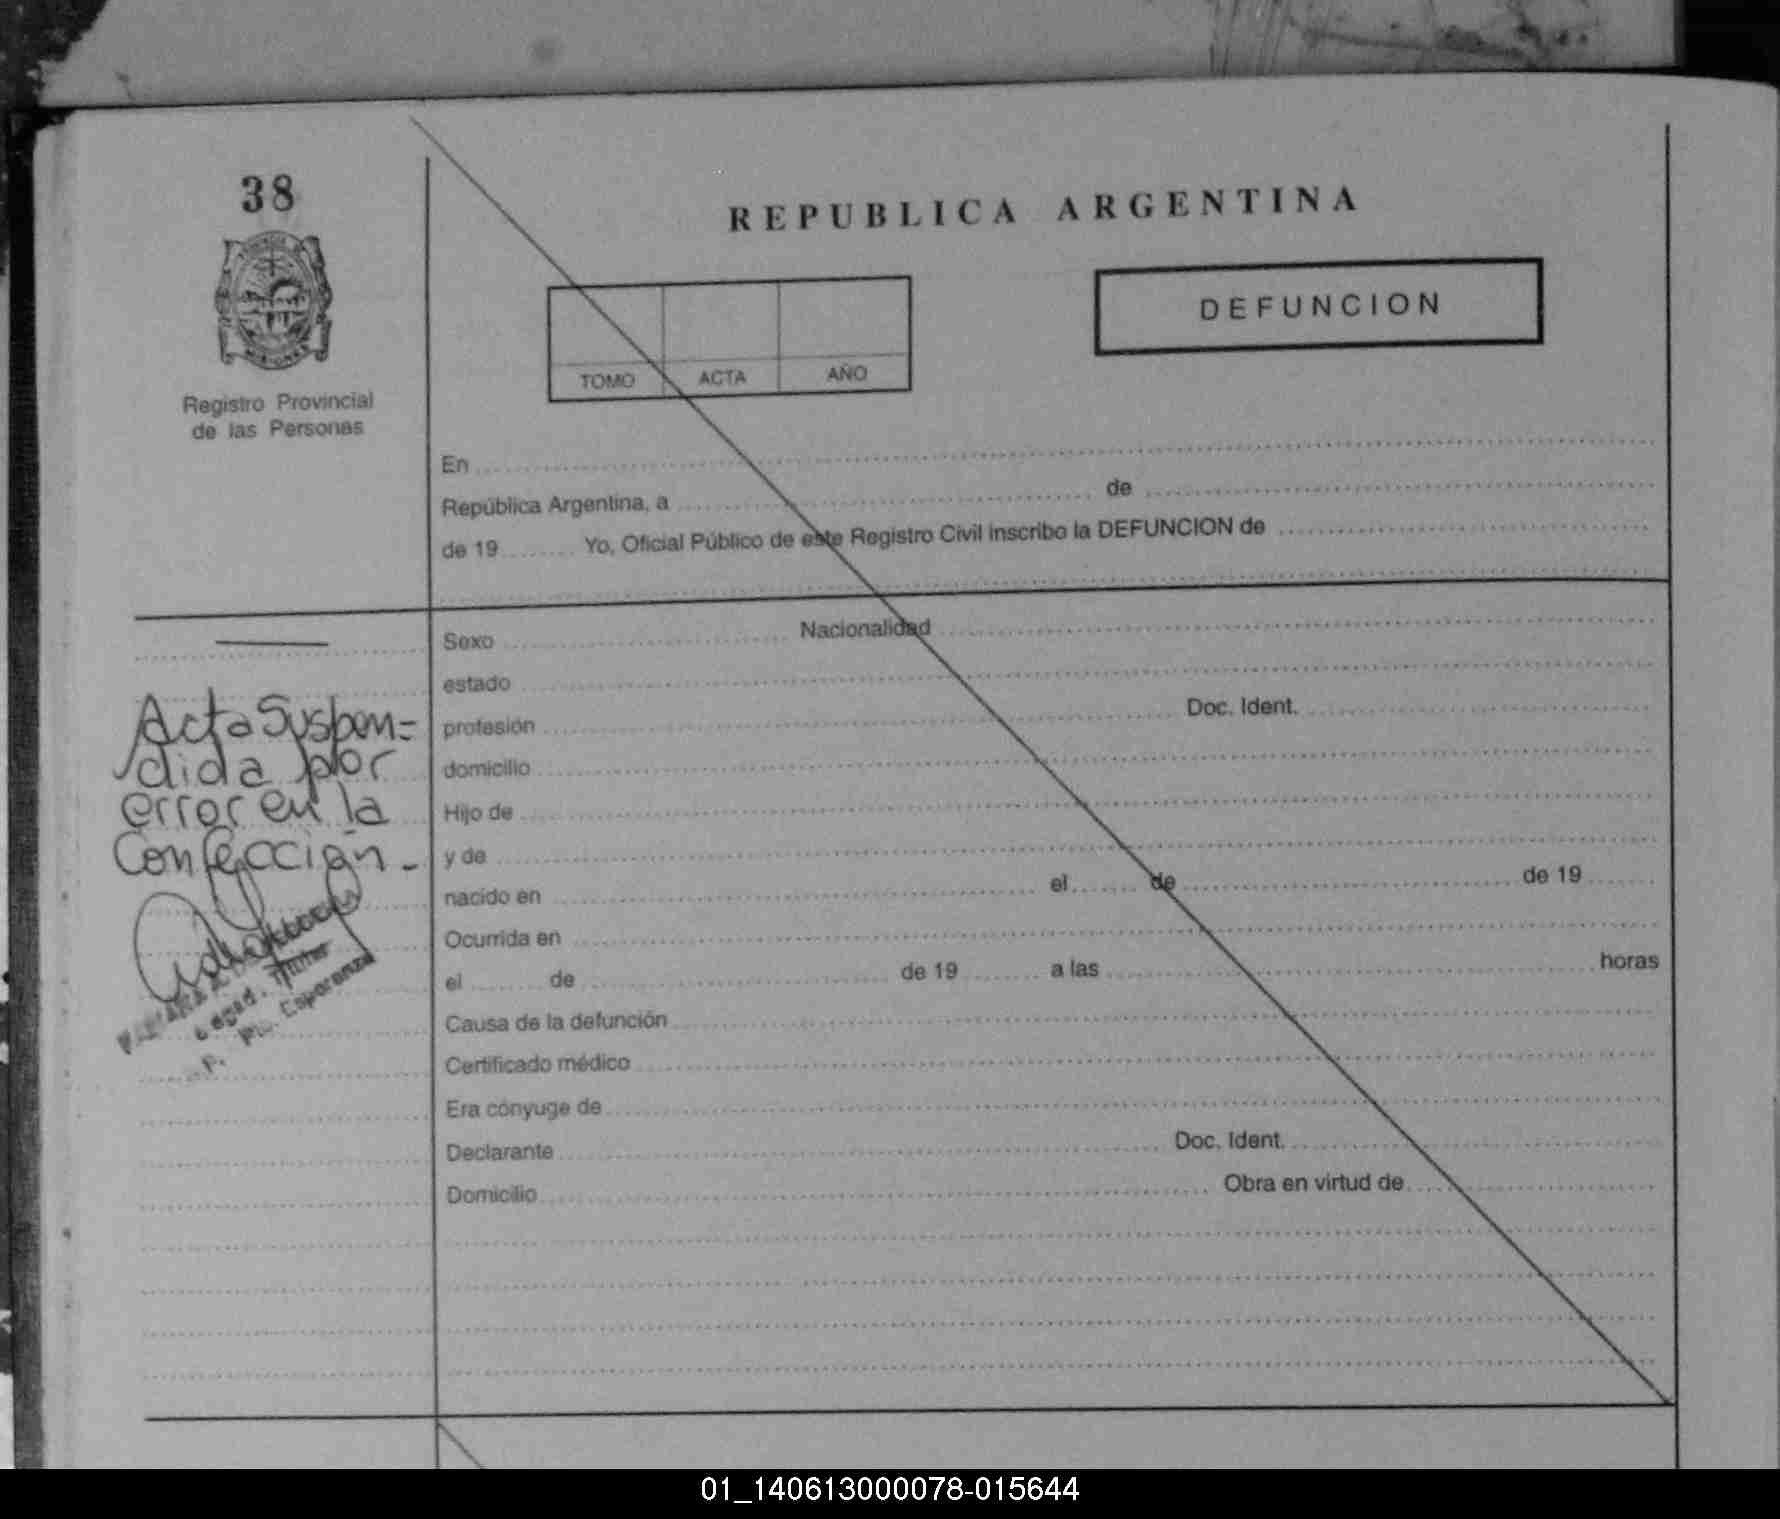 38
MISIONES
Registro Provincial
de las Personas
REPUBLICA ARGENTINA
TOMO ACTA AÑO
DEFUNCION
En
República Argentina, a de
de 19 Yo, Oficial Público de este Registro Civil inscribo la DEFUNCION de
Acta Suspen=
dida por
error en la
Confección.-
Titular
Pto. Esperanza
Sexo Nacionalidad
estado
profesión Doc. Ident.
domicilio
Hijo de
y de
nacido en el de de 19
Ocurrida en
el de de 19 a las horas
Causa de la defunción
Certificado médico
Era cónyuge de
Declarante Doc. Ident.
Domicilio Obra en virtud de
01_140613000078-015644